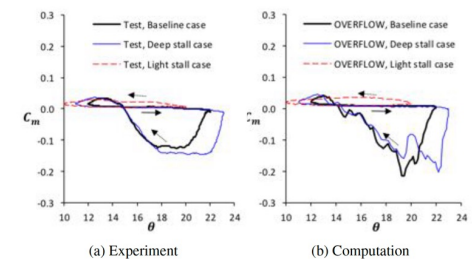 0.3
0.2
0.1
0.0
-0.1
-0.2
-0.3
C_m
Test, Baseline case
Test, Deep stall case
Test, Light stall case
10 12 14 16 18 20 22 24
θ
(a) Experiment
0.3
0.2
0.1
0.0
-0.1
-0.2
-0.3
m
OVERFLOW, Baseline case
OVERFLOW, Deep stall case
OVERFLOW, Light stall case
10 12 14 16 18 20 22 24
θ
(b) Computation